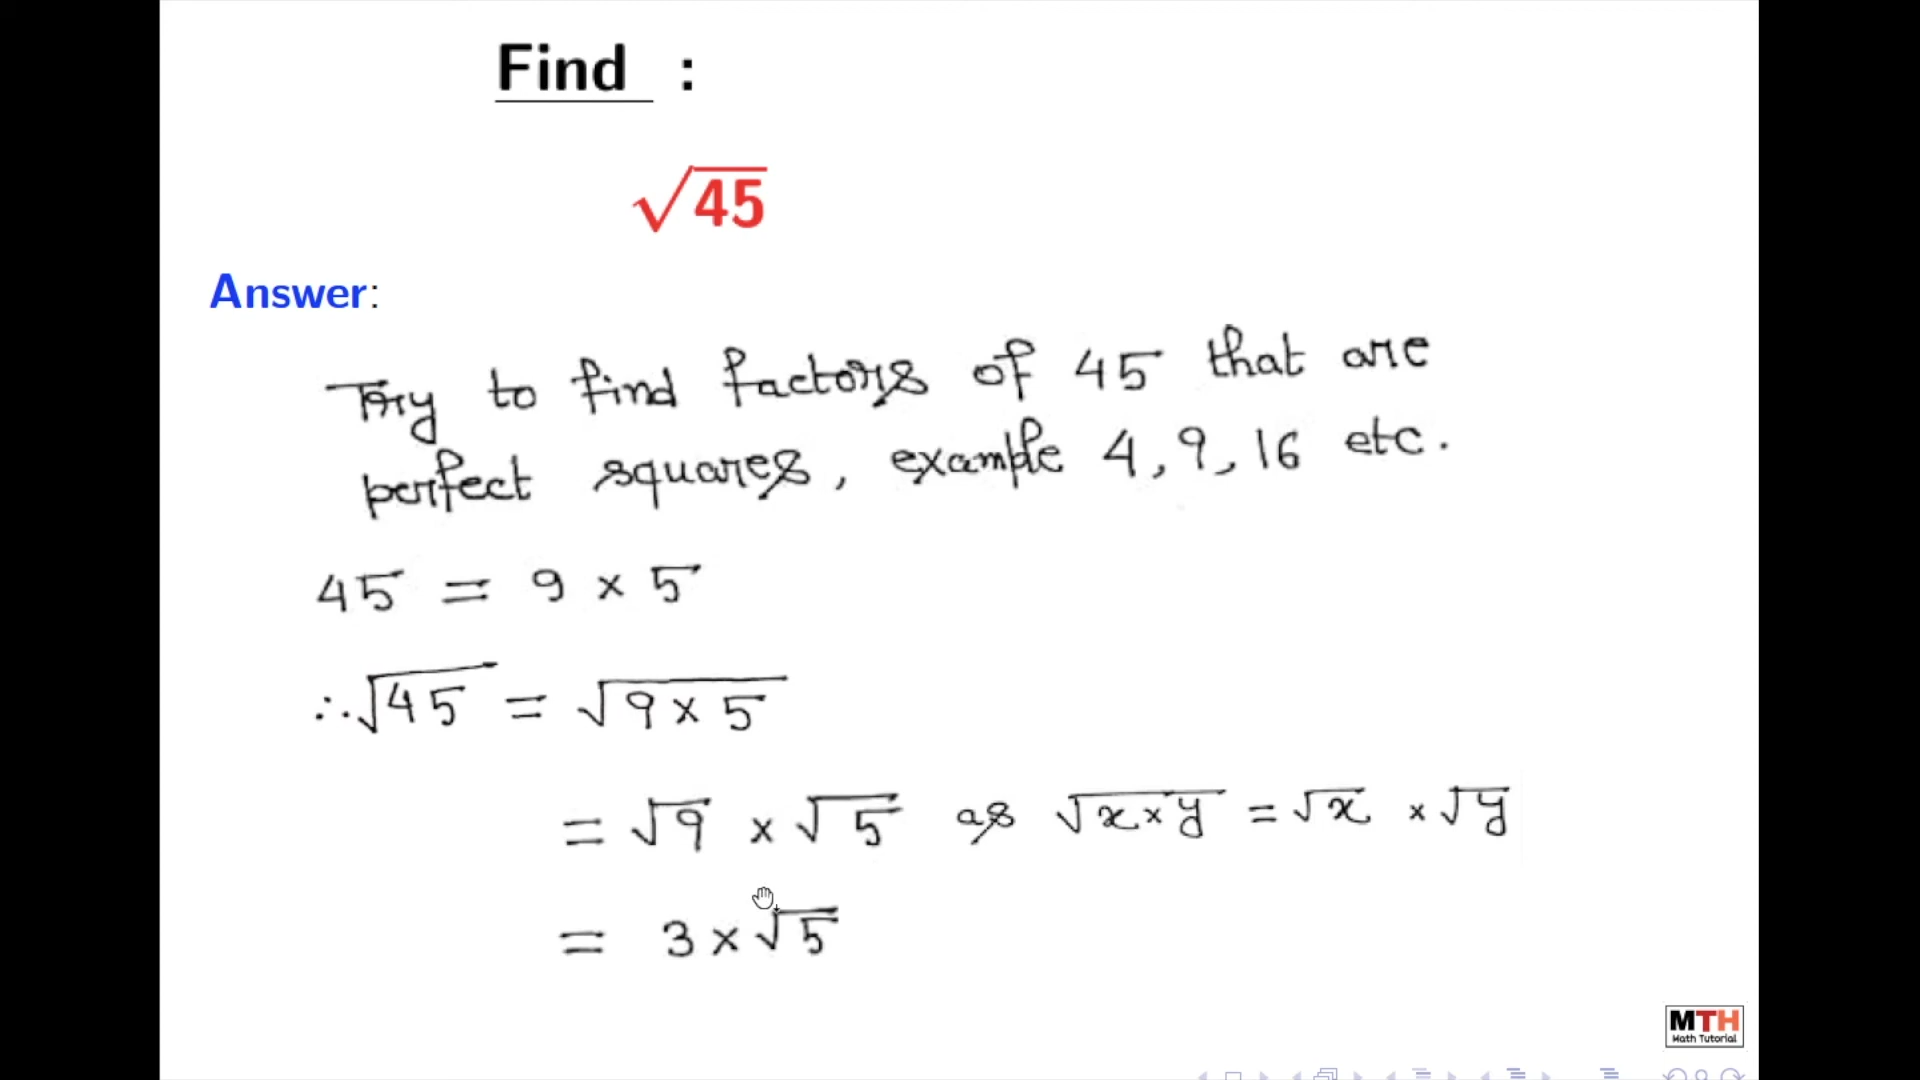 Find :
√45
Answer:
Try to find factors of 45 that are
perfect squares, example 4, 9, 16 etc.
45 = 9 × 5
∴ √45 = √9 × 5
= √9 × √5 as √x × y = √x × √y
= 3 × √5
MTH
Math Tutorial